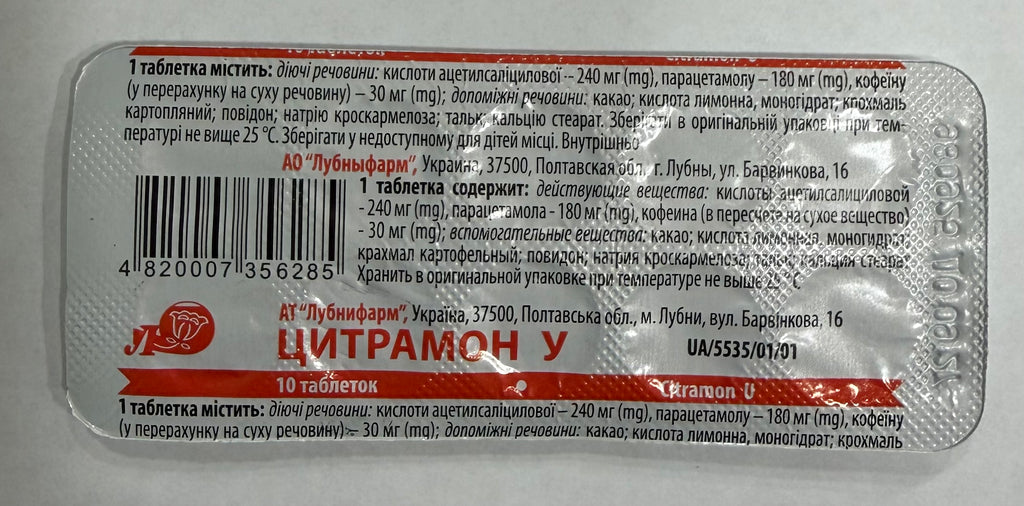 10 таблеток Citramon U
1 таблетка містить: діючі речовини: кислоти ацетилсаліцилової – 240 мг (mg), парацетамолу – 180 мг (mg), кофеїну
(у перерахунку на суху речовину) – 30 мг (mg); допоміжні речовини: какао; кислота лимонна, моногідрат; крохмаль
картопляний; повідон; натрію кроскармелоза; тальк; кальцію стеарат. Зберігати в оригінальній упаковці при тем-
пературі не вище 25 °С. Зберігати у недоступному для дітей місці. Внутрішньо
АО "Лубныфарм", Украина, 37500, Полтавская обл., г. Лубны, ул. Барвинкова, 16
1 таблетка содержит: действующие вещества: кислоты ацетилсалициловой
- 240 мг (mg), парацетамола - 180 мг (mg), кофеина (в пересчете на сухое вещество)
- 30 мг (mg); вспомогательные вещества: какао; кислота лимонная, моногидрат;
крахмал картофельный; повидон; натрия кроскармелоза; тальк; кальция стеарат.
Хранить в оригинальной упаковке при температуре не выше 25 °С.
4 820007 356285
АТ "Лубнифарм", Україна, 37500, Полтавська обл., м. Лубни, вул. Барвінкова, 16
ЦИТРАМОН У
UA/5535/01/01
10 таблеток Citramon U
1 таблетка містить: діючі речовини: кислоти ацетилсаліцилової – 240 мг (mg), парацетамолу – 180 мг (mg), кофеїну
(у перерахунку на суху речовину) – 30 мг (mg); допоміжні речовини: какао; кислота лимонна, моногідрат; крохмаль